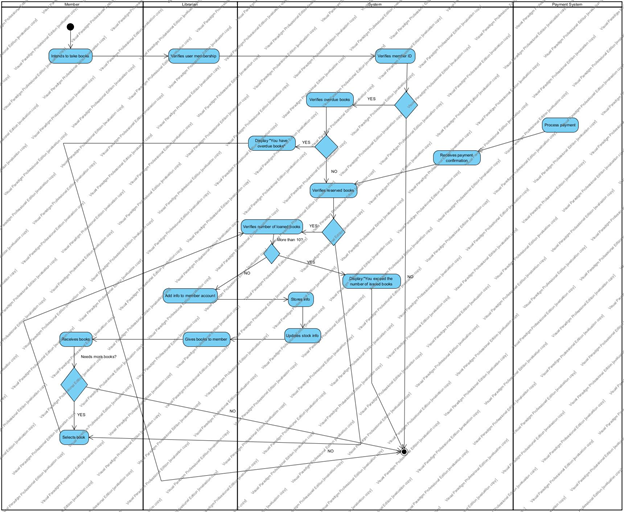 Member
Librarian
System
Payment System
Intends to take books
Verifies user membership
Verifies member ID
YES
Verifies overdue books
Process payment
Display "You have
overdue books"
YES
Receives payment
confirmation
NO
Verifies reserved books
Verifies number of loaned books
YES
More than 10?
YES
NO
Display "You exceed the
number of loaned books
NO
Add info to member account
Stores info
Receives books
Gives books to member
Updates stock info
Needs more books?
NO
YES
Selects book
NO